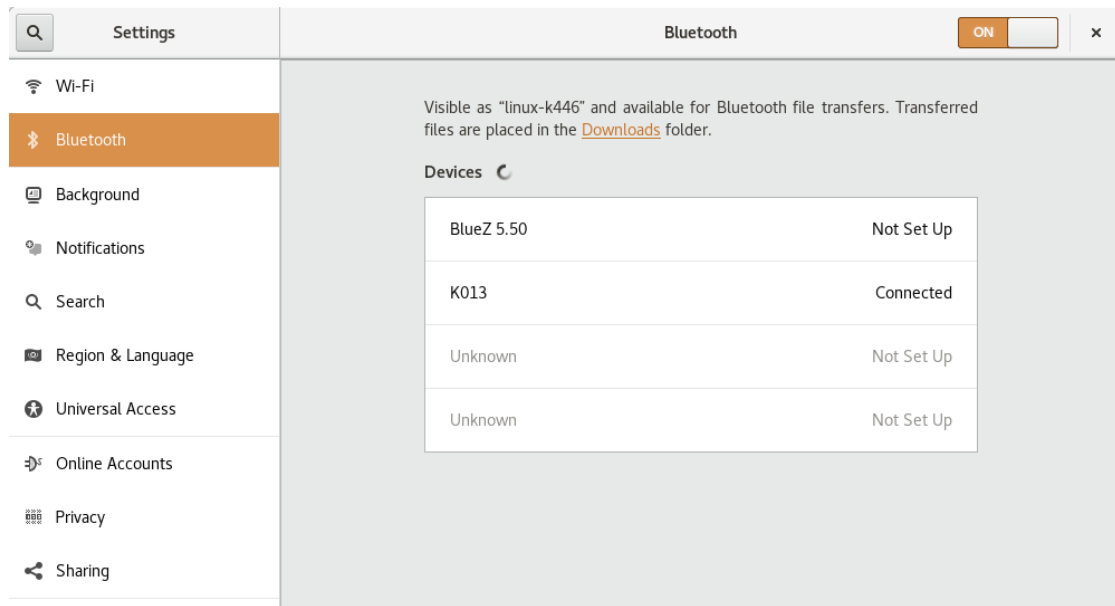 Settings
Bluetooth
ON
Wi-Fi
Bluetooth
Background
Notifications
Search
Region & Language
Universal Access
Online Accounts
Privacy
Sharing
Visible as “linux-k446” and available for Bluetooth file transfers. Transferred
files are placed in the Downloads folder.
Devices
BlueZ 5.50 Not Set Up
K013 Connected
Unknown Not Set Up
Unknown Not Set Up